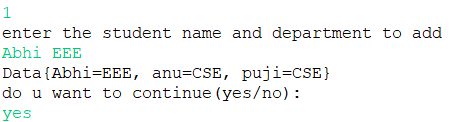 1
enter the student name and department to add
Abhi EEE
Data{Abhi=EEE, anu=CSE, puji=CSE}
do u want to continue(yes/no):
yes